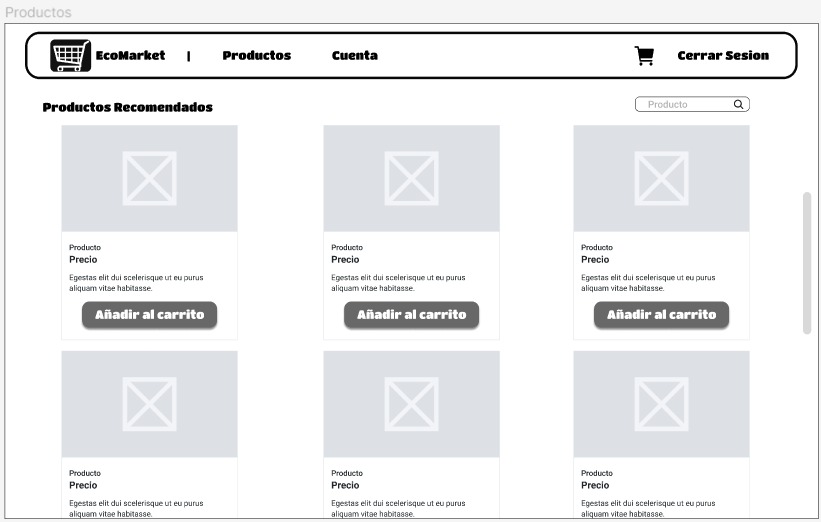 Productos
EcoMarket | Productos Cuenta Cerrar Sesion
Productos Recomendados
Producto
Producto
Precio
Egestas elit dui scelerisque ut eu purus
aliquam vitae habitasse.
Añadir al carrito
Producto
Precio
Egestas elit dui scelerisque ut eu purus
aliquam vitae habitasse.
Añadir al carrito
Producto
Precio
Egestas elit dui scelerisque ut eu purus
aliquam vitae habitasse.
Añadir al carrito
Producto
Precio
Egestas elit dui scelerisque ut eu purus
aliquam vitae habitasse.
Producto
Precio
Egestas elit dui scelerisque ut eu purus
aliquam vitae habitasse.
Producto
Precio
Egestas elit dui scelerisque ut eu purus
aliquam vitae habitasse.